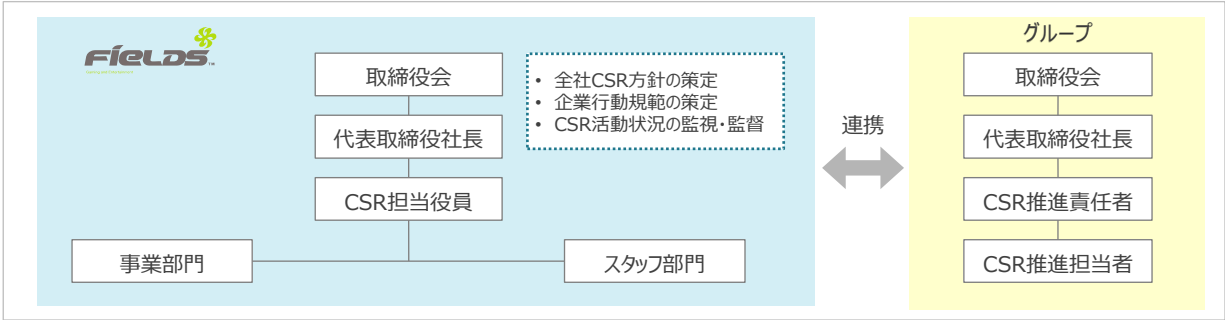 FIELDS
取締役会
代表取締役社長
CSR担当役員
事業部門
スタッフ部門
• 全社CSR方針の策定
• 企業行動規範の策定
• CSR活動状況の監視・監督
連携
グループ
取締役会
代表取締役社長
CSR推進責任者
CSR推進担当者